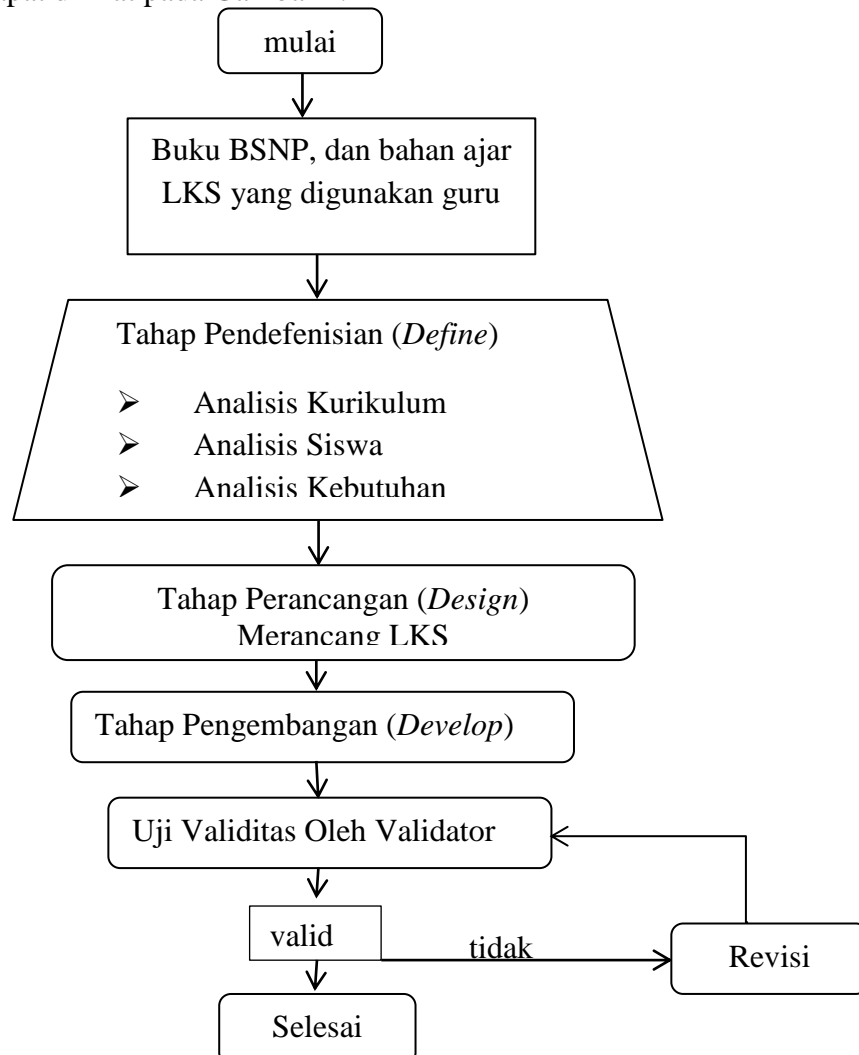 mulai
Buku BSNP, dan bahan ajar
LKS yang digunakan guru
Tahap Pendefenisian (Define)
➢ Analisis Kurikulum
➢ Analisis Siswa
➢ Analisis Kebutuhan
Tahap Perancangan (Design)
Merancang LKS
Tahap Pengembangan (Develop)
Uji Validitas Oleh Validator
valid
tidak
Revisi
Selesai